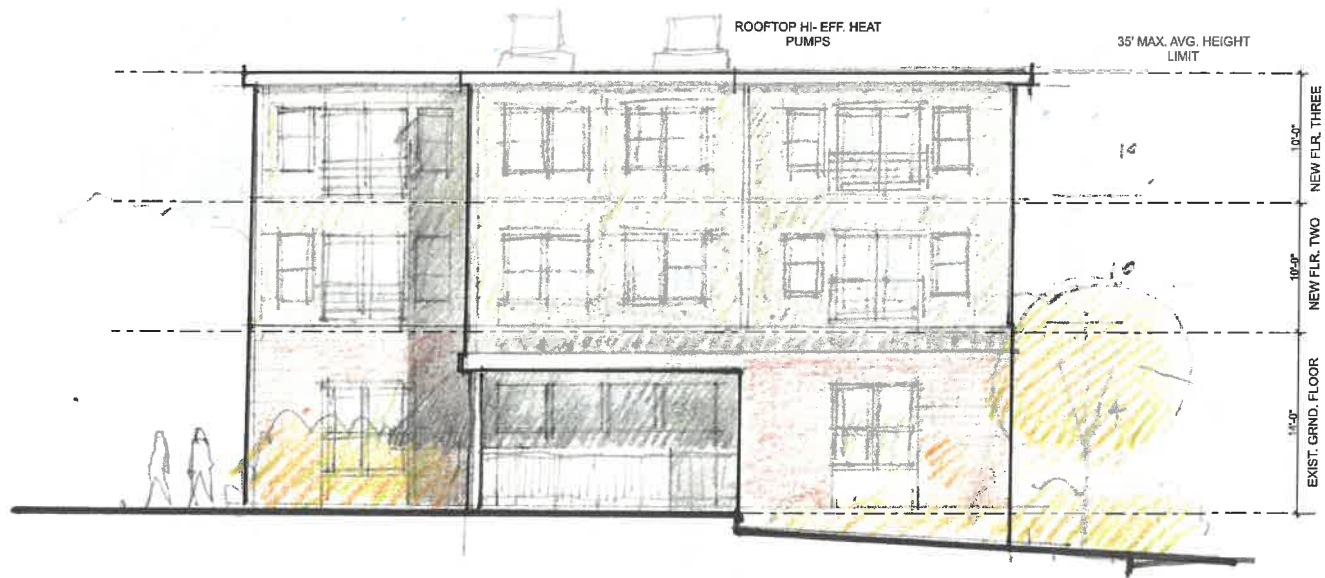 ROOFTOP HI- EFF. HEAT
PUMPS
35' MAX. AVG. HEIGHT
LIMIT
10'-0"
NEW FLR. THREE
10'-0"
NEW FLR. TWO
14'-0"
EXIST. GRND. FLOOR